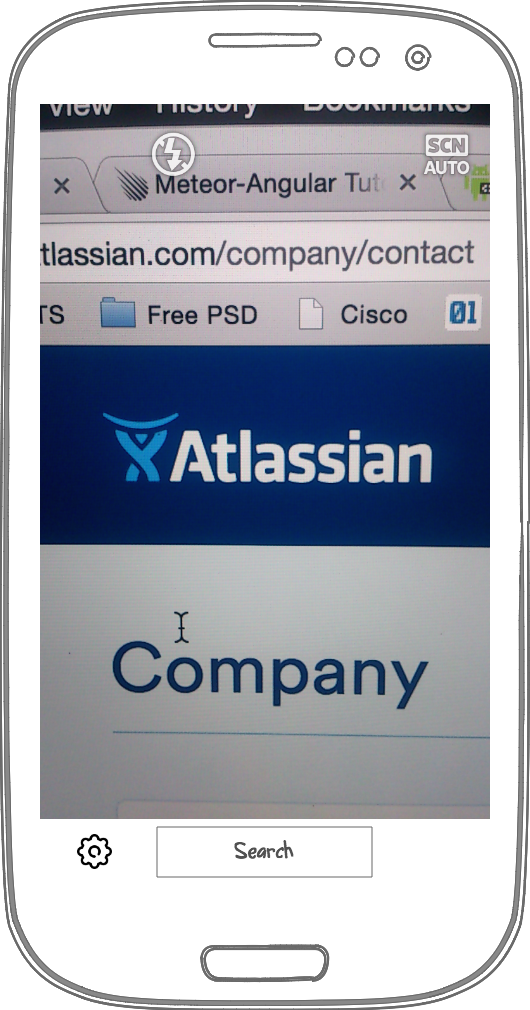 View History Bookmarks
SCN
AUTO
Meteor-Angular Tut
tlassian.com/company/contact
TS Free PSD Cisco 01
Atlassian
Company
Search